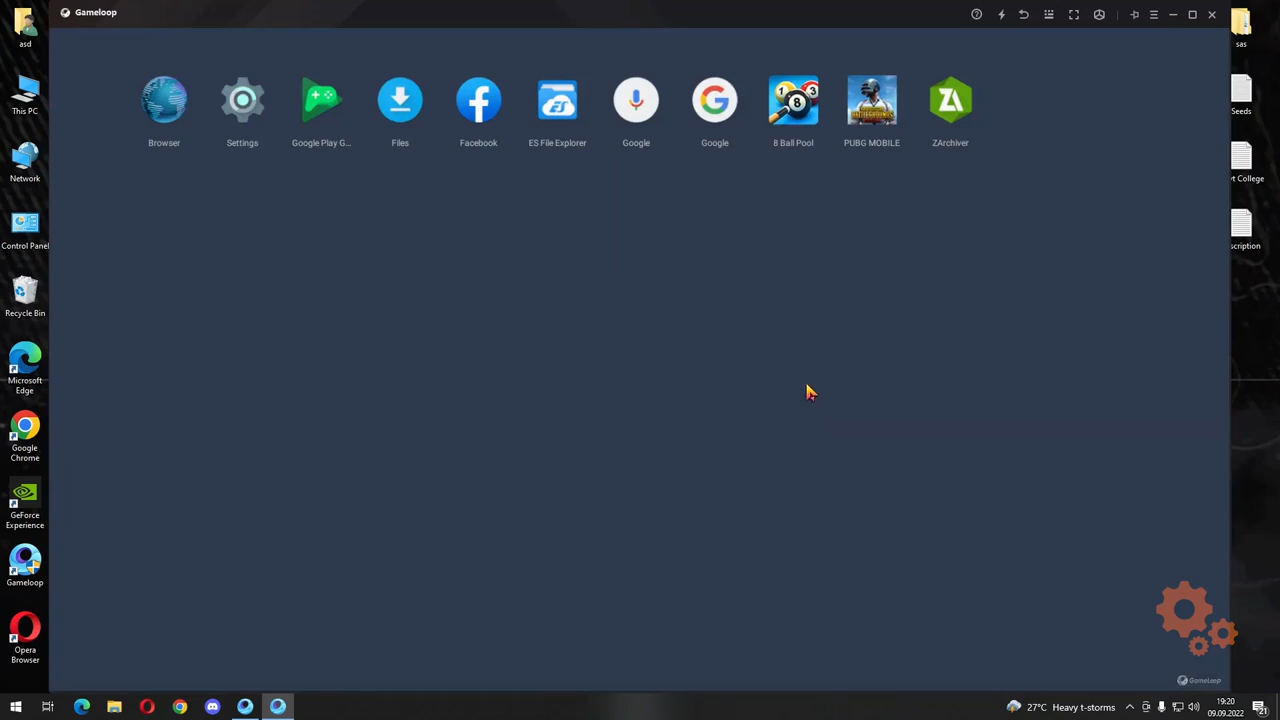 Gameloop
asd
This PC
Network
Control Panel
Recycle Bin
Microsoft
Edge
Google
Chrome
GeForce
Experience
Gameloop
Opera
Browser
Browser
Settings
Google Play G...
Files
Facebook
ES File Explorer
Google
Google
8 Ball Pool
PUBG MOBILE
ZArchiver
sas
Seeds
yt College
scription
GameLoop
27°C Heavy t-storms
19:20
09.09.2022
21